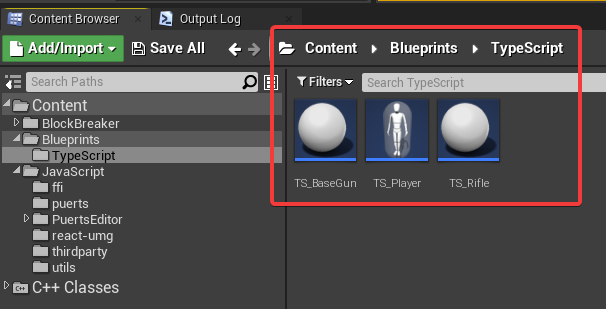 Content Browser
Output Log
Add/Import
Save All
Content
Blueprints
TypeScript
Search Paths
Filters
Search TypeScript
Content
BlockBreaker
Blueprints
TypeScript
JavaScript
ffi
puerts
PuertsEditor
react-umg
thirdparty
utils
C++ Classes
TS_BaseGun
TS_Player
TS_Rifle